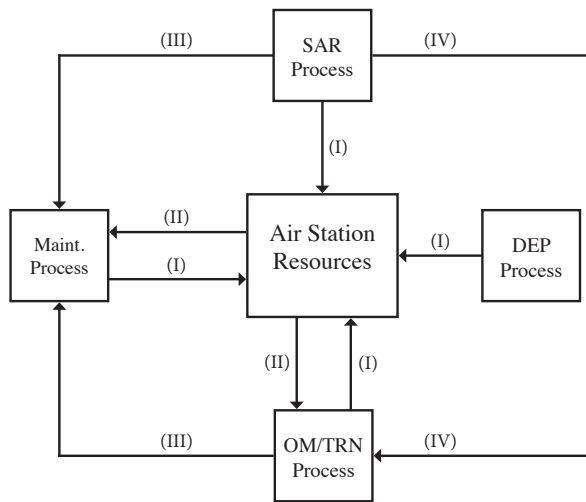 (III)
SAR
Process
(IV)
(I)
Maint.
Process
(II)
(I)
Air Station
Resources
(I)
DEP
Process
(II)
(I)
(III)
OM/TRN
Process
(IV)